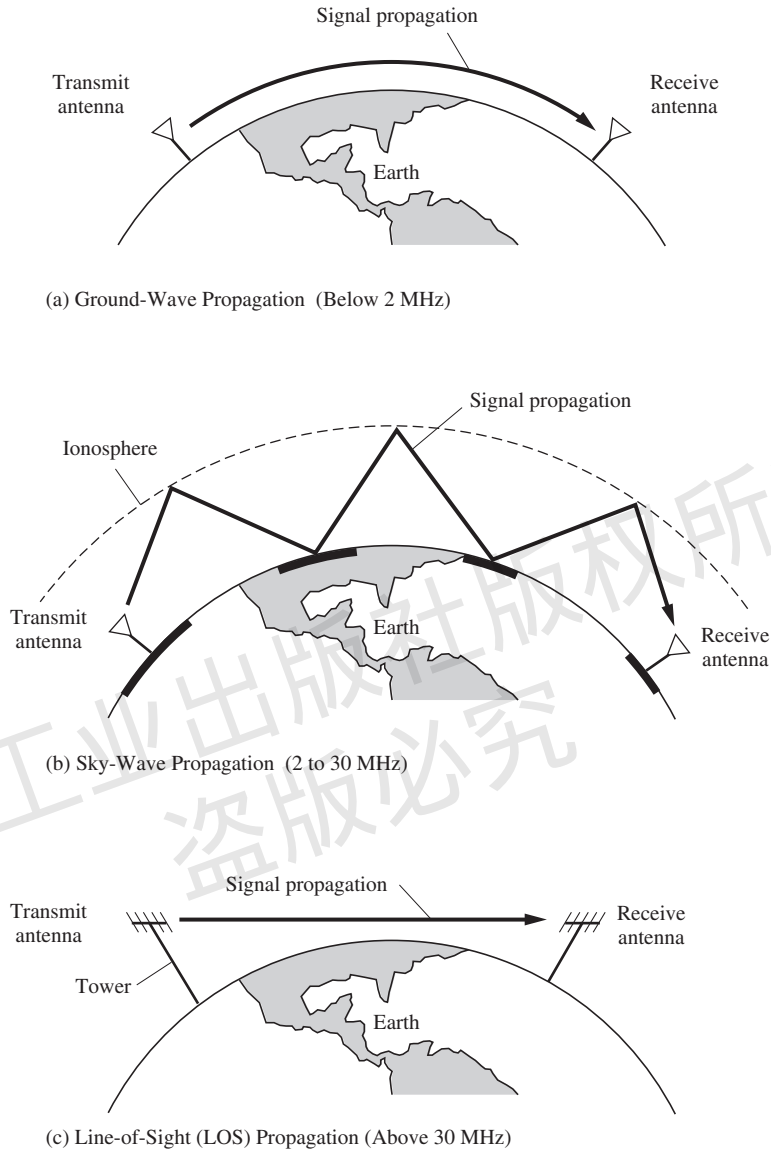 Signal propagation
Transmit
antenna
Receive
antenna
Earth
(a) Ground-Wave Propagation (Below 2 MHz)
Signal propagation
Ionosphere
Transmit
antenna
Earth
Receive
antenna
(b) Sky-Wave Propagation (2 to 30 MHz)
Signal propagation
Transmit
antenna
Receive
antenna
Tower
Earth
(c) Line-of-Sight (LOS) Propagation (Above 30 MHz)
工业出版社版权所
盗版必究